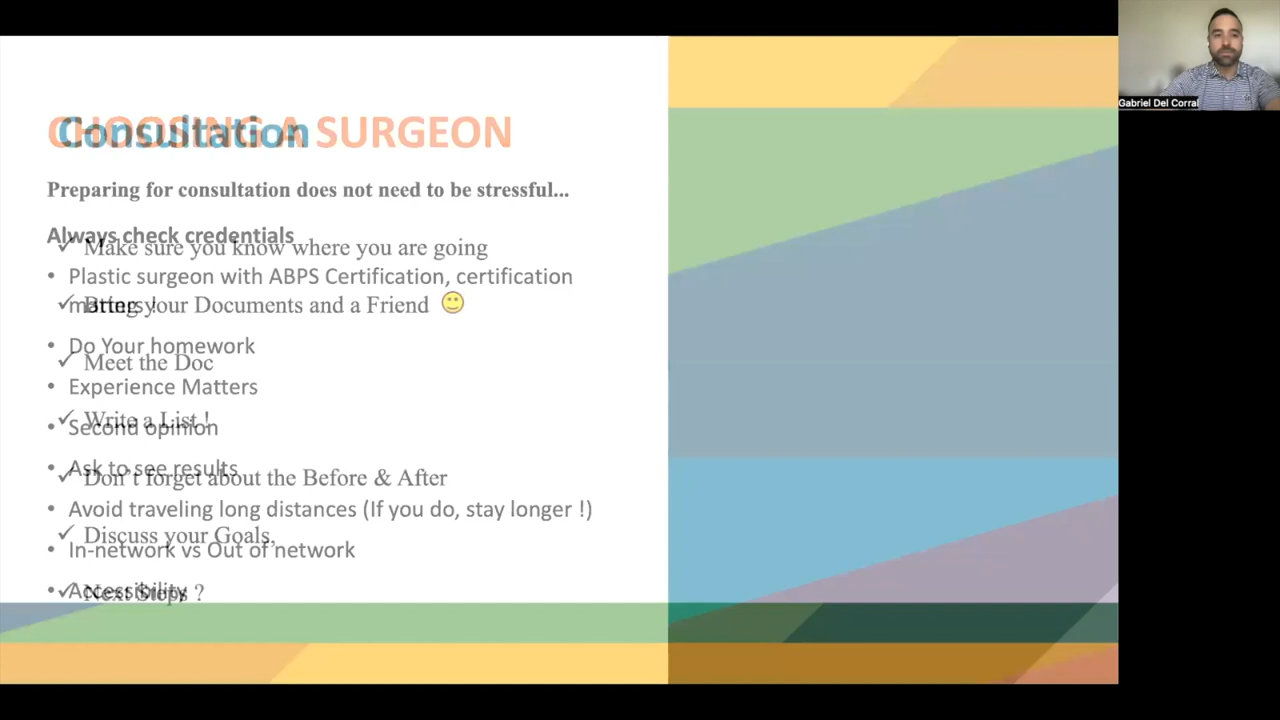 Gabriel Del Corral
CHOOSING A SURGEON
Consultation
Preparing for consultation does not need to be stressful...
Always check credentials
✓ Make sure you know where you are going
• Plastic surgeon with ABPS Certification, certification
matters !
✓ Bring your Documents and a Friend 🙂
• Do Your homework
✓ Meet the Doc
• Experience Matters
✓ Write a List !
• Second opinion
• Ask to see results
✓ Don't forget about the Before & After
• Avoid traveling long distances (If you do, stay longer !)
✓ Discuss your Goals,
• In-network vs Out of network
• Accessibility
✓ Next Steps ?